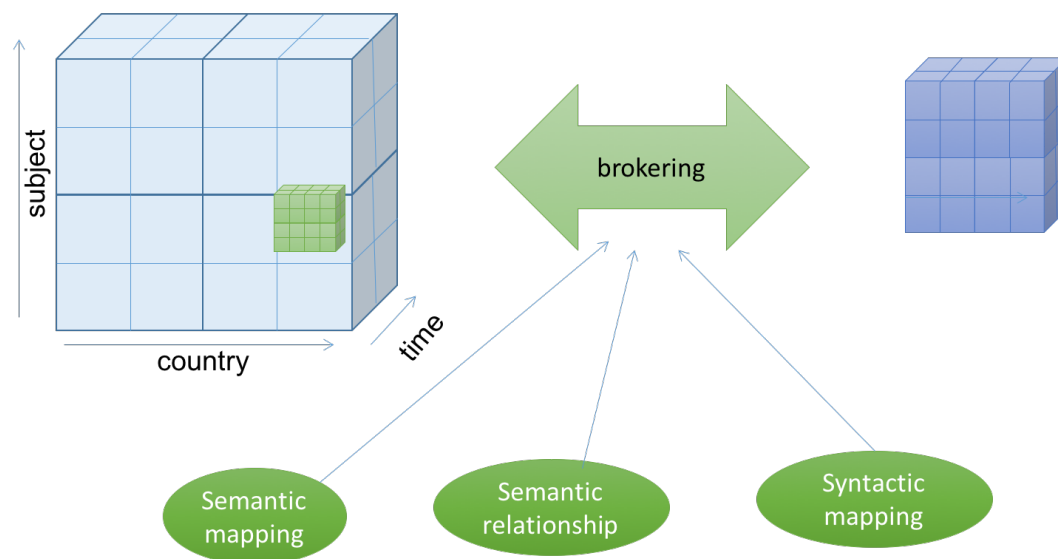 subject
brokering
time
country
Semantic
mapping
Semantic
relationship
Syntactic
mapping